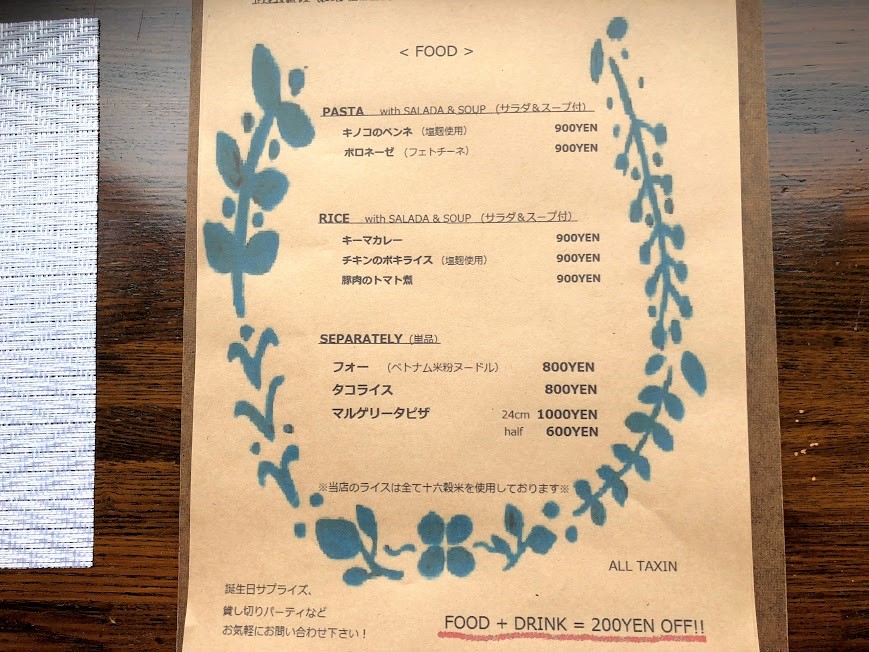 < FOOD >
PASTA with SALADA & SOUP (サラダ&スープ付)
キノコのペンネ (塩麹使用) 900YEN
ボロネーゼ (フェトチーネ) 900YEN
RICE with SALADA & SOUP (サラダ&スープ付)
キーマカレー 900YEN
チキンのポキライス (塩麹使用) 900YEN
豚肉のトマト煮 900YEN
SEPARATELY (単品)
フォー (ベトナム米粉ヌードル) 800YEN
タコライス 800YEN
マルゲリータピザ 24cm 1000YEN
half 600YEN
※当店のライスは全て十六穀米を使用しております※
ALL TAXIN
誕生日サプライズ、
貸し切りパーティなど
お気軽にお問い合わせ下さい!
FOOD + DRINK = 200YEN OFF!!